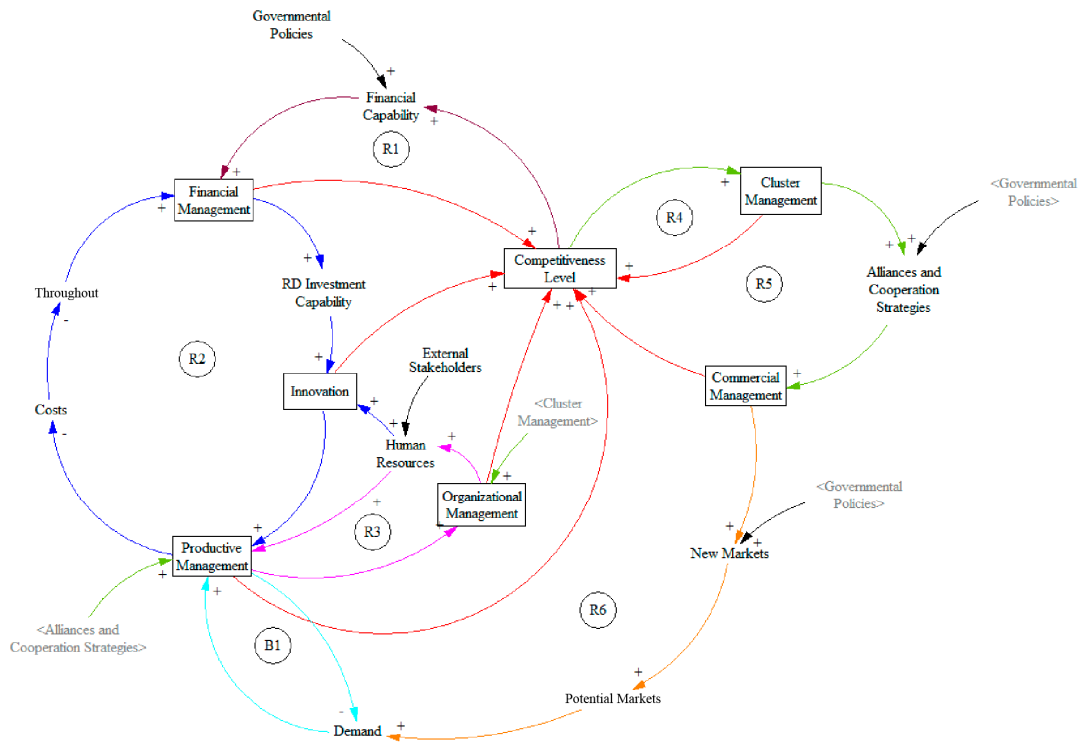 Governmental
Policies
+
Financial
Capability
+
R1
+
Financial
Management
+
+
RD Investment
Capability
+
Throughout
-
R2
Costs
-
+
Competitiveness
Level
+
+
+ + +
+
Cluster
Management
R4
<Governmental
Policies>
+ +
Alliances and
Cooperation
Strategies
R5
+
Commercial
Management
Innovation
+
External
Stakeholders
+
Human
Resources
+
<Cluster
Management>
+
Organizational
Management
+
R3
+
+
Productive
Management
+
+
<Alliances and
Cooperation Strategies>
B1
-
Demand
+
<Governmental
Policies>
+ +
New Markets
R6
+
Potential Markets